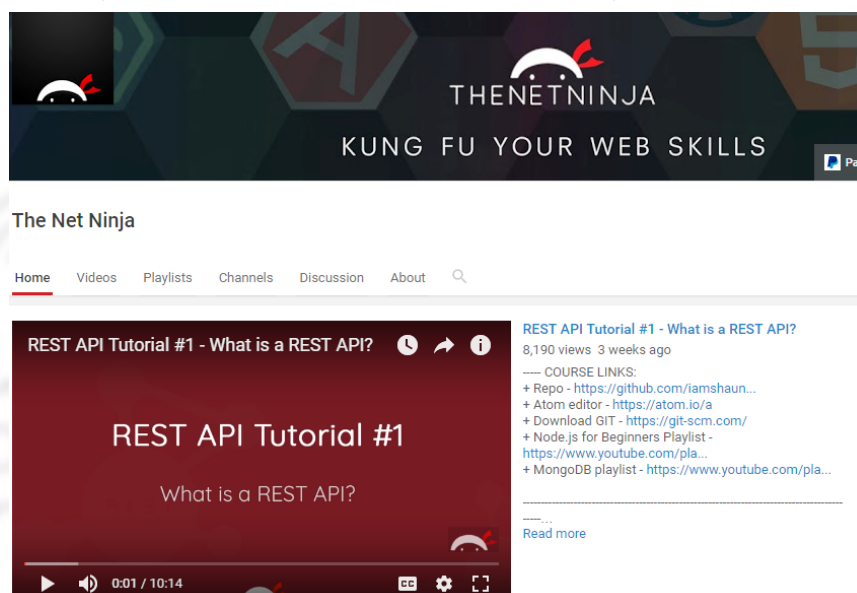 THENETNINJA
KUNG FU YOUR WEB SKILLS
Pa
The Net Ninja
Home Videos Playlists Channels Discussion About
REST API Tutorial #1 - What is a REST API?
REST API Tutorial #1
What is a REST API?
0:01 / 10:14
CC
REST API Tutorial #1 - What is a REST API?
8,190 views 3 weeks ago
---- COURSE LINKS:
+ Repo - https://github.com/iamshaun...
+ Atom editor - https://atom.io/a
+ Download GIT - https://git-scm.com/
+ Node.js for Beginners Playlist -
https://www.youtube.com/pla...
+ MongoDB playlist - https://www.youtube.com/pla...
----------------------------------------------------------------------------------------
-----...
Read more